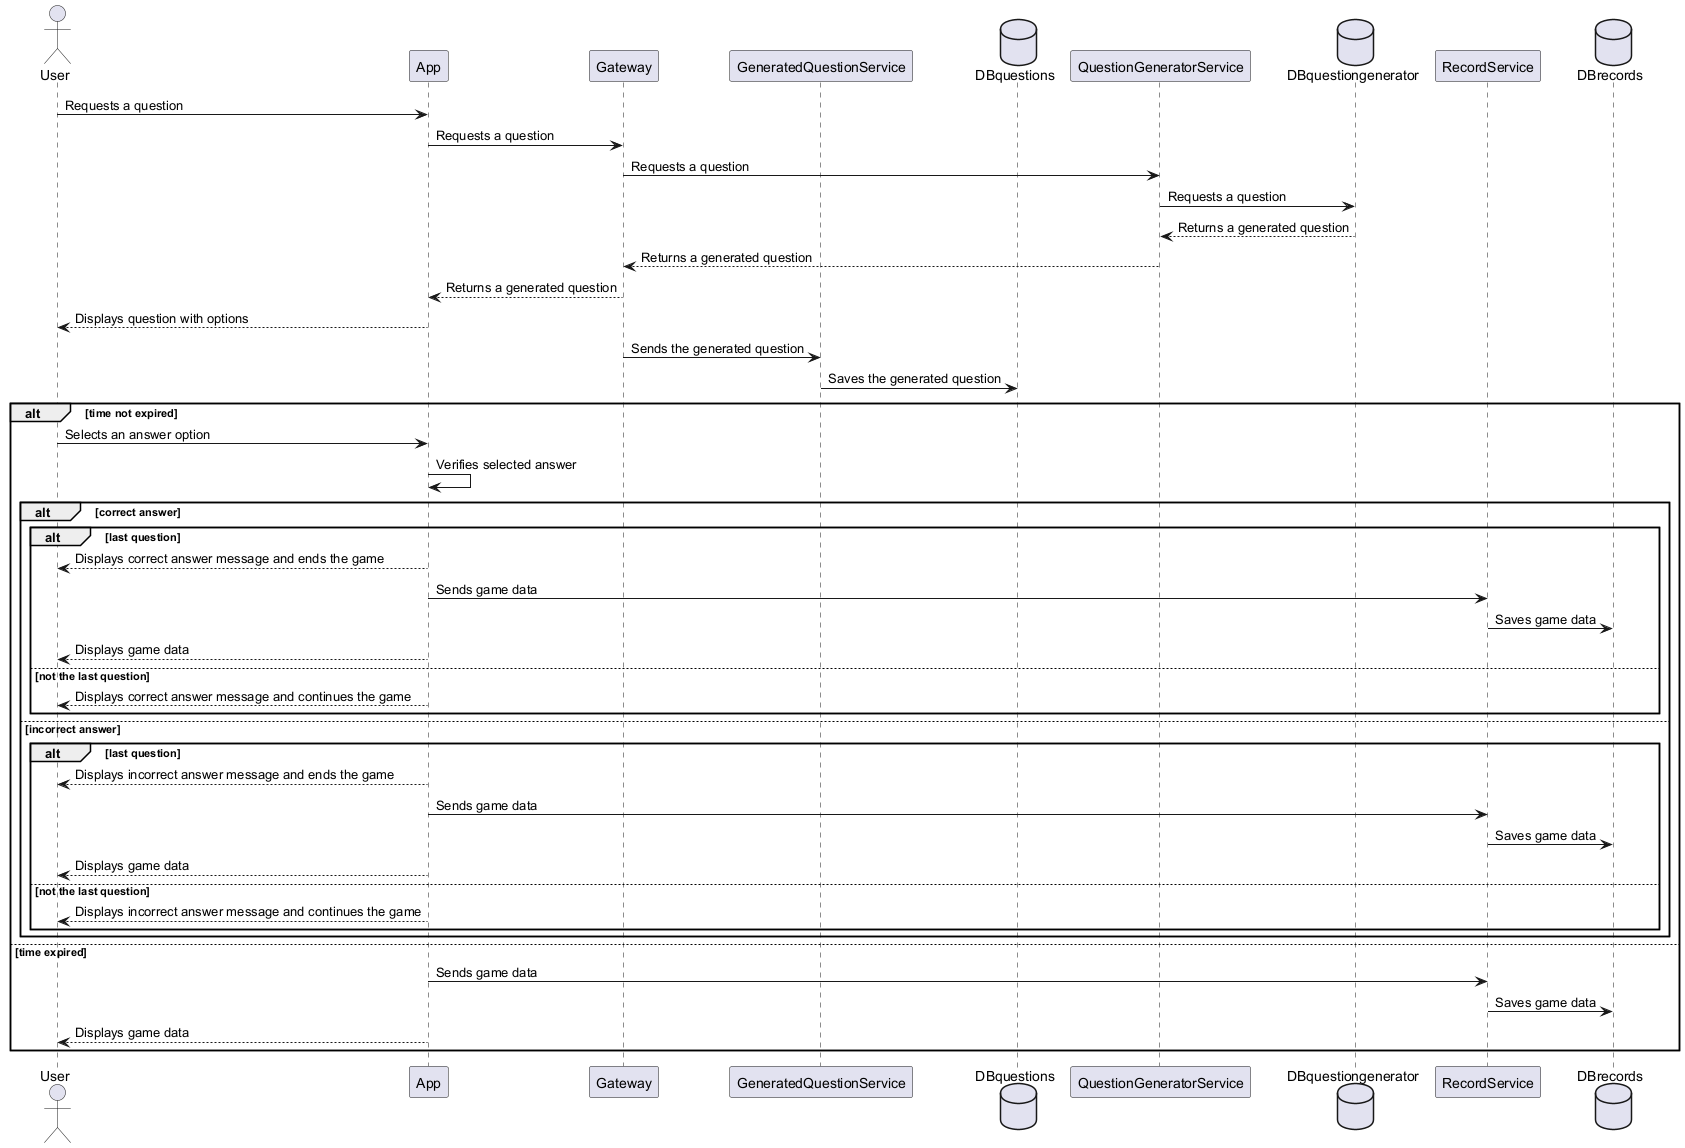 User
App
Gateway
GeneratedQuestionService
DBquestions
QuestionGeneratorService
DBquestiongenerator
RecordService
DBrecords
Requests a question
Requests a question
Requests a question
Requests a question
Returns a generated question
Returns a generated question
Returns a generated question
Displays question with options
Sends the generated question
Saves the generated question
alt [time not expired]
Selects an answer option
Verifies selected answer
alt [correct answer]
alt [last question]
Displays correct answer message and ends the game
Sends game data
Saves game data
Displays game data
[not the last question]
Displays correct answer message and continues the game
[incorrect answer]
alt [last question]
Displays incorrect answer message and ends the game
Sends game data
Saves game data
Displays game data
[not the last question]
Displays incorrect answer message and continues the game
[time expired]
Sends game data
Saves game data
Displays game data
User
App
Gateway
GeneratedQuestionService
DBquestions
QuestionGeneratorService
DBquestiongenerator
RecordService
DBrecords